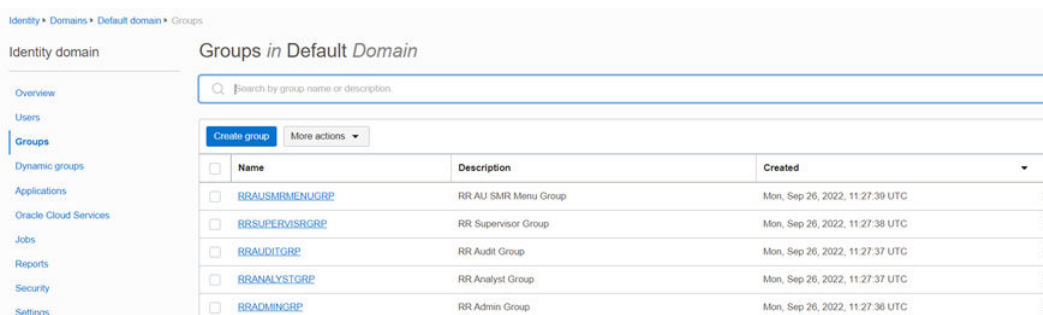 Identity Domains Default domain Groups
Identity domain
Groups in Default Domain
Search by group name or description.
Overview
Users
Groups
Dynamic groups
Applications
Oracle Cloud Services
Jobs
Reports
Security
Settings
Create group More actions
Name Description Created
RRAUSMRMENUGRP RR AU SMR Menu Group Mon, Sep 26, 2022, 11:27:39 UTC
RRSUPERVISRGRP RR Supervisor Group Mon, Sep 26, 2022, 11:27:38 UTC
RRAUDITGRP RR Audit Group Mon, Sep 26, 2022, 11:27:37 UTC
RRANALYSTGRP RR Analyst Group Mon, Sep 26, 2022, 11:27:37 UTC
RRADMINGRP RR Admin Group Mon, Sep 26, 2022, 11:27:36 UTC